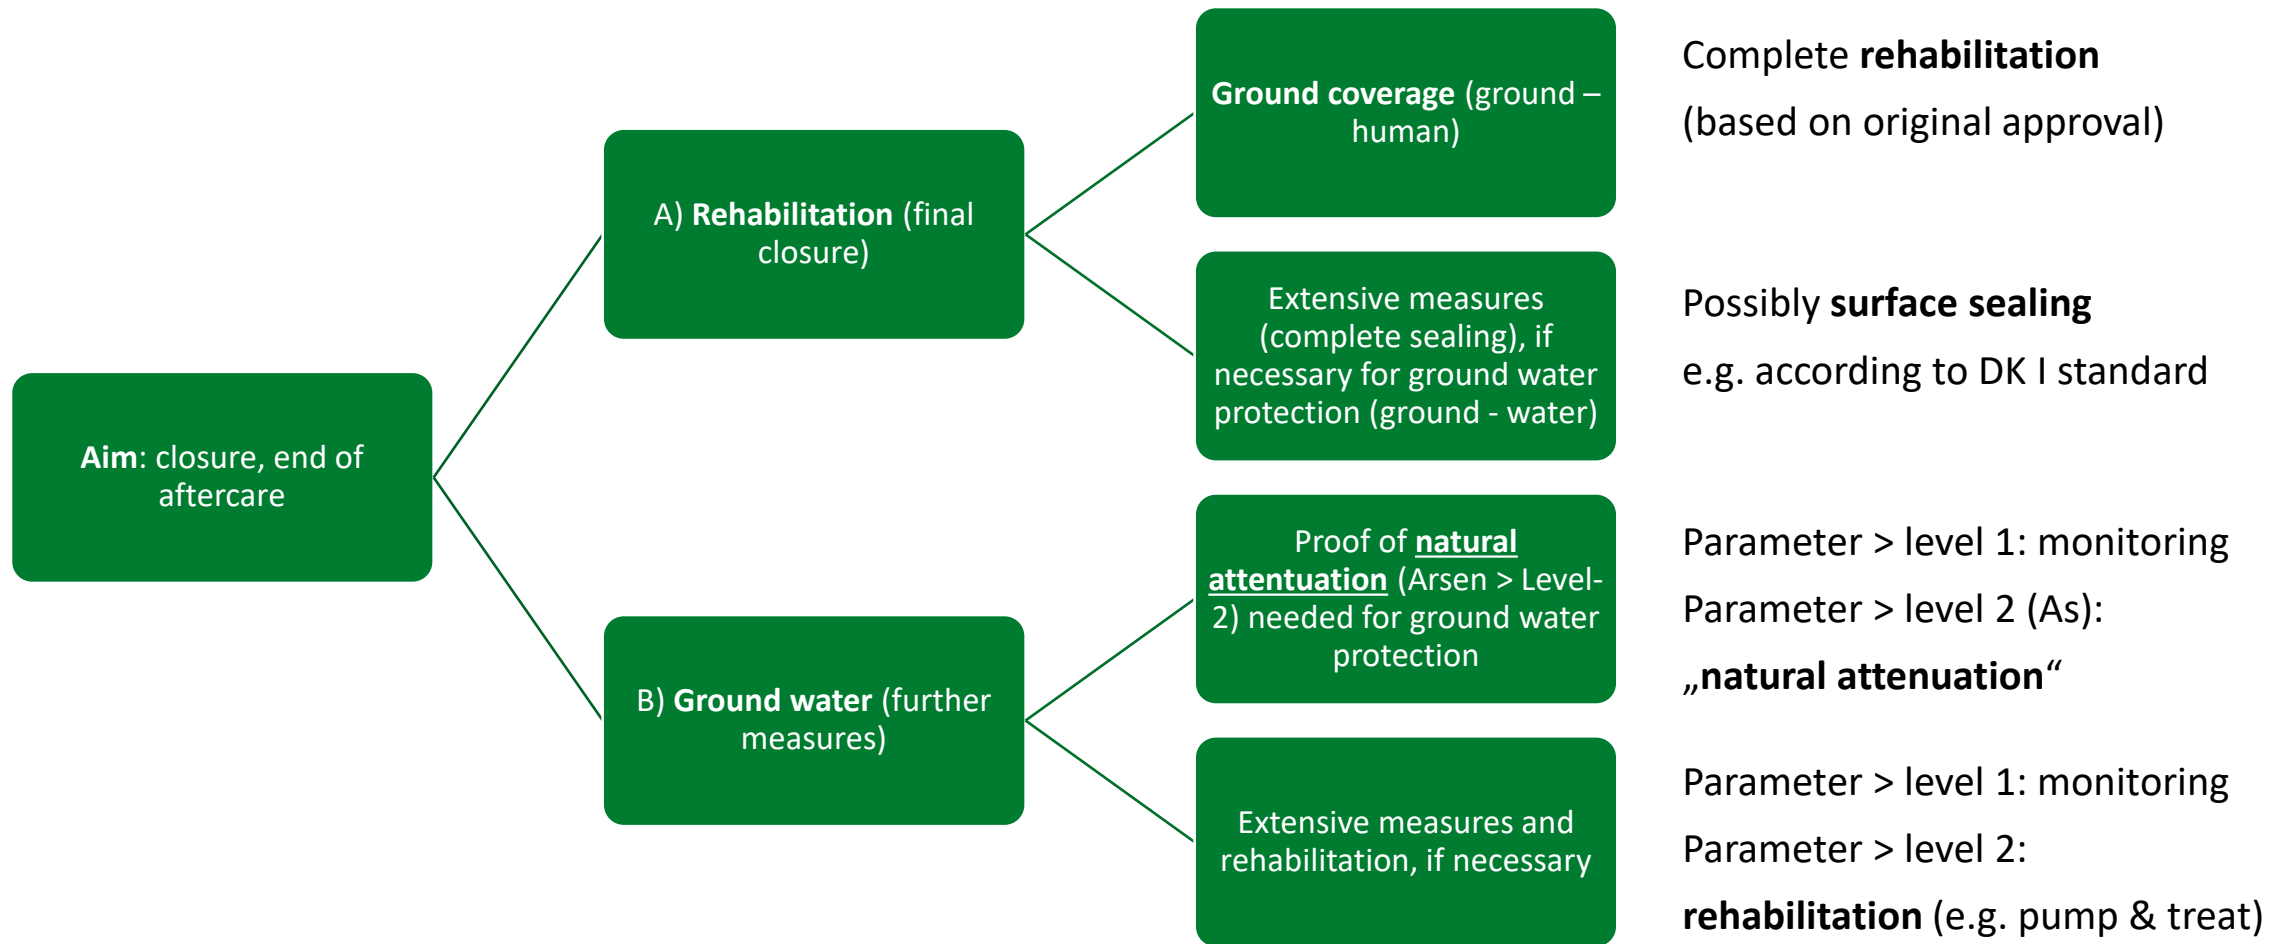 Aim: closure, end of
aftercare
A) Rehabilitation (final
closure)
B) Ground water (further
measures)
Ground coverage (ground –
human)
Extensive measures
(complete sealing), if
necessary for ground water
protection (ground - water)
Proof of natural
attentuation (Arsen > Level-
2) needed for ground water
protection
Extensive measures and
rehabilitation, if necessary
Complete rehabilitation
(based on original approval)
Possibly surface sealing
e.g. according to DK I standard
Parameter > level 1: monitoring
Parameter > level 2 (As):
„natural attenuation“
Parameter > level 1: monitoring
Parameter > level 2:
rehabilitation (e.g. pump & treat)